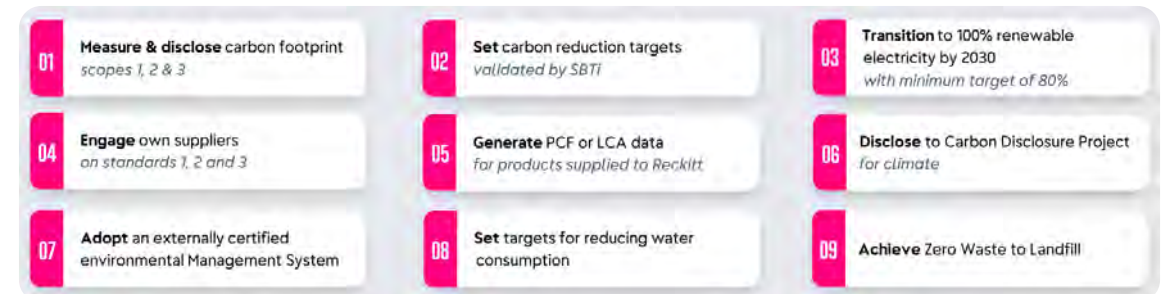 01
Measure & disclose carbon footprint
scopes 1, 2 & 3
02
Set carbon reduction targets
validated by SBTi
03
Transition to 100% renewable
electricity by 2030
with minimum target of 80%
04
Engage own suppliers
on standards 1, 2 and 3
05
Generate PCF or LCA data
for products supplied to Reckitt
06
Disclose to Carbon Disclosure Project
for climate
07
Adopt an externally certified
environmental Management System
08
Set targets for reducing water
consumption
09
Achieve Zero Waste to Landfill